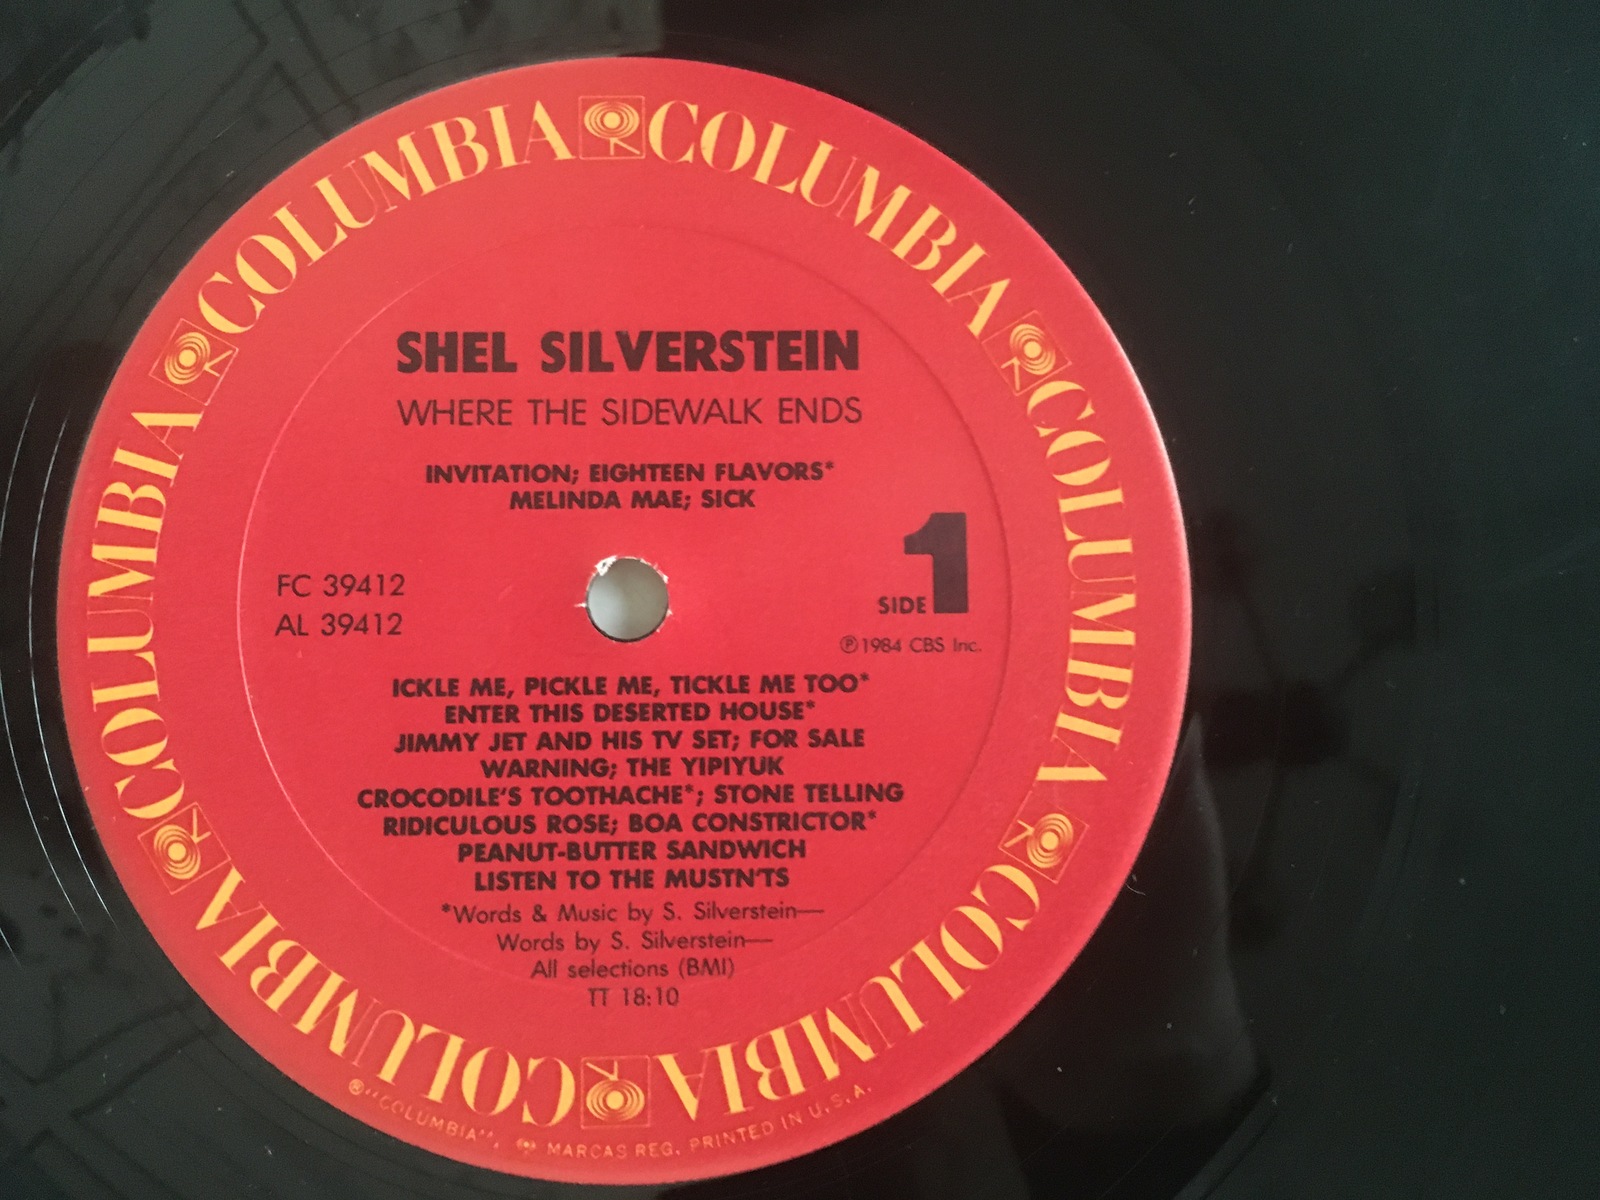 COLUMBIA COLUMBIA COLUMBIA COLUMBIA COLUMBIA COLUMBIA
SHEL SILVERSTEIN
WHERE THE SIDEWALK ENDS
INVITATION; EIGHTEEN FLAVORS*
MELINDA MAE; SICK
FC 39412
AL 39412
SIDE 1
℗1984 CBS Inc.
ICKLE ME, PICKLE ME, TICKLE ME TOO*
ENTER THIS DESERTED HOUSE*
JIMMY JET AND HIS TV SET; FOR SALE
WARNING; THE YIPIYUK
CROCODILE'S TOOTHACHE*; STONE TELLING
RIDICULOUS ROSE; BOA CONSTRICTOR*
PEANUT-BUTTER SANDWICH
LISTEN TO THE MUSTN'TS
*Words & Music by S. Silverstein—
Words by S. Silverstein—
All selections (BMI)
TT 18:10
®"COLUMBIA", MARCAS REG. PRINTED IN U.S.A.